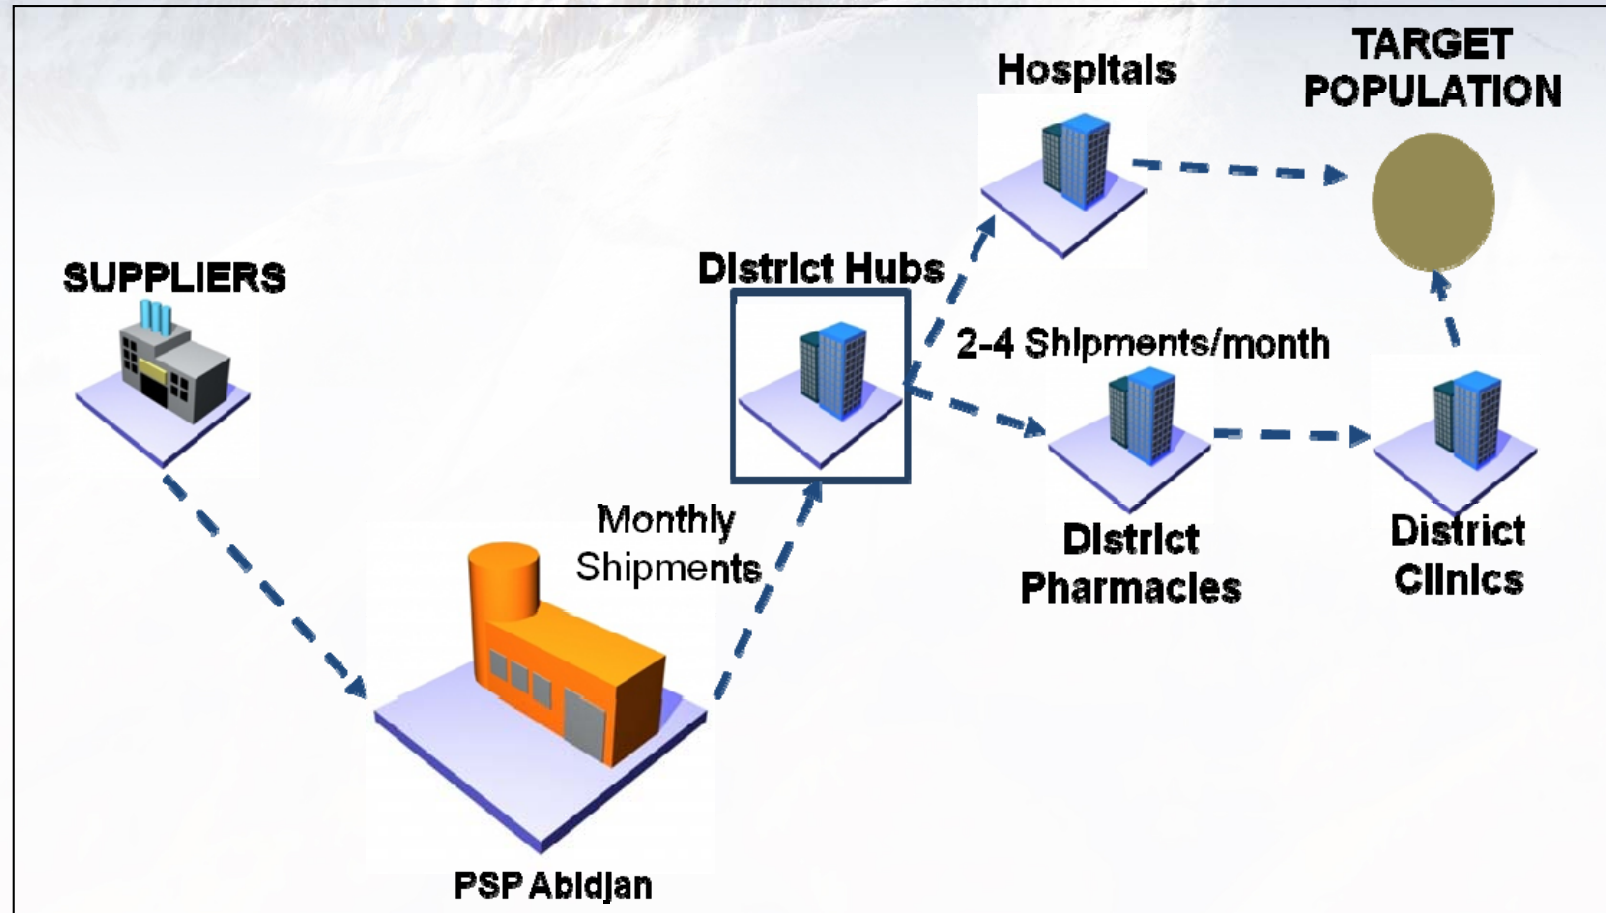 TARGET
POPULATION
Hospitals
District Hubs
SUPPLIERS
2-4 Shipments/month
Monthly
Shipments
District
Pharmacies
District
Clinics
PSP Abidjan